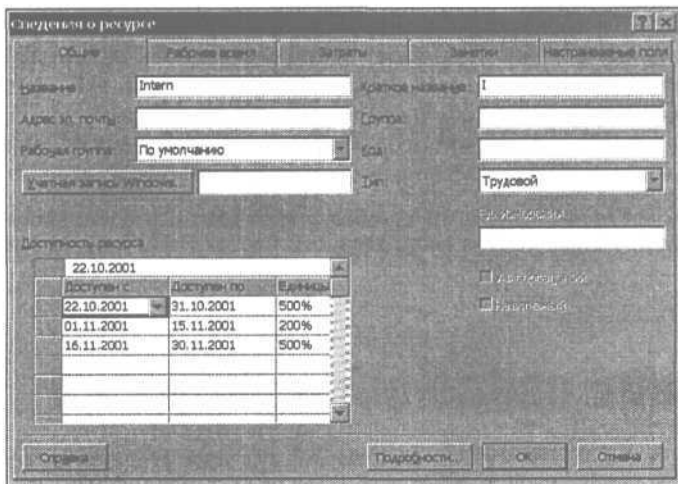 Сведения о ресурсе
Общие Рабочее время Затраты Заметки Настраиваемые поля
Название: Intern Краткое название: I
Адрес эл. почты: Группа:
Рабочая группа: По умолчанию Код:
Учетная запись Windows... Тип: Трудовой
Ед. измерения:
Доступность ресурса
22.10.2001
Доступен с Доступен по Единицы
22.10.2001 31.10.2001 500%
01.11.2001 15.11.2001 200%
16.11.2001 30.11.2001 500%
Справка Подробности... ОК Отмена